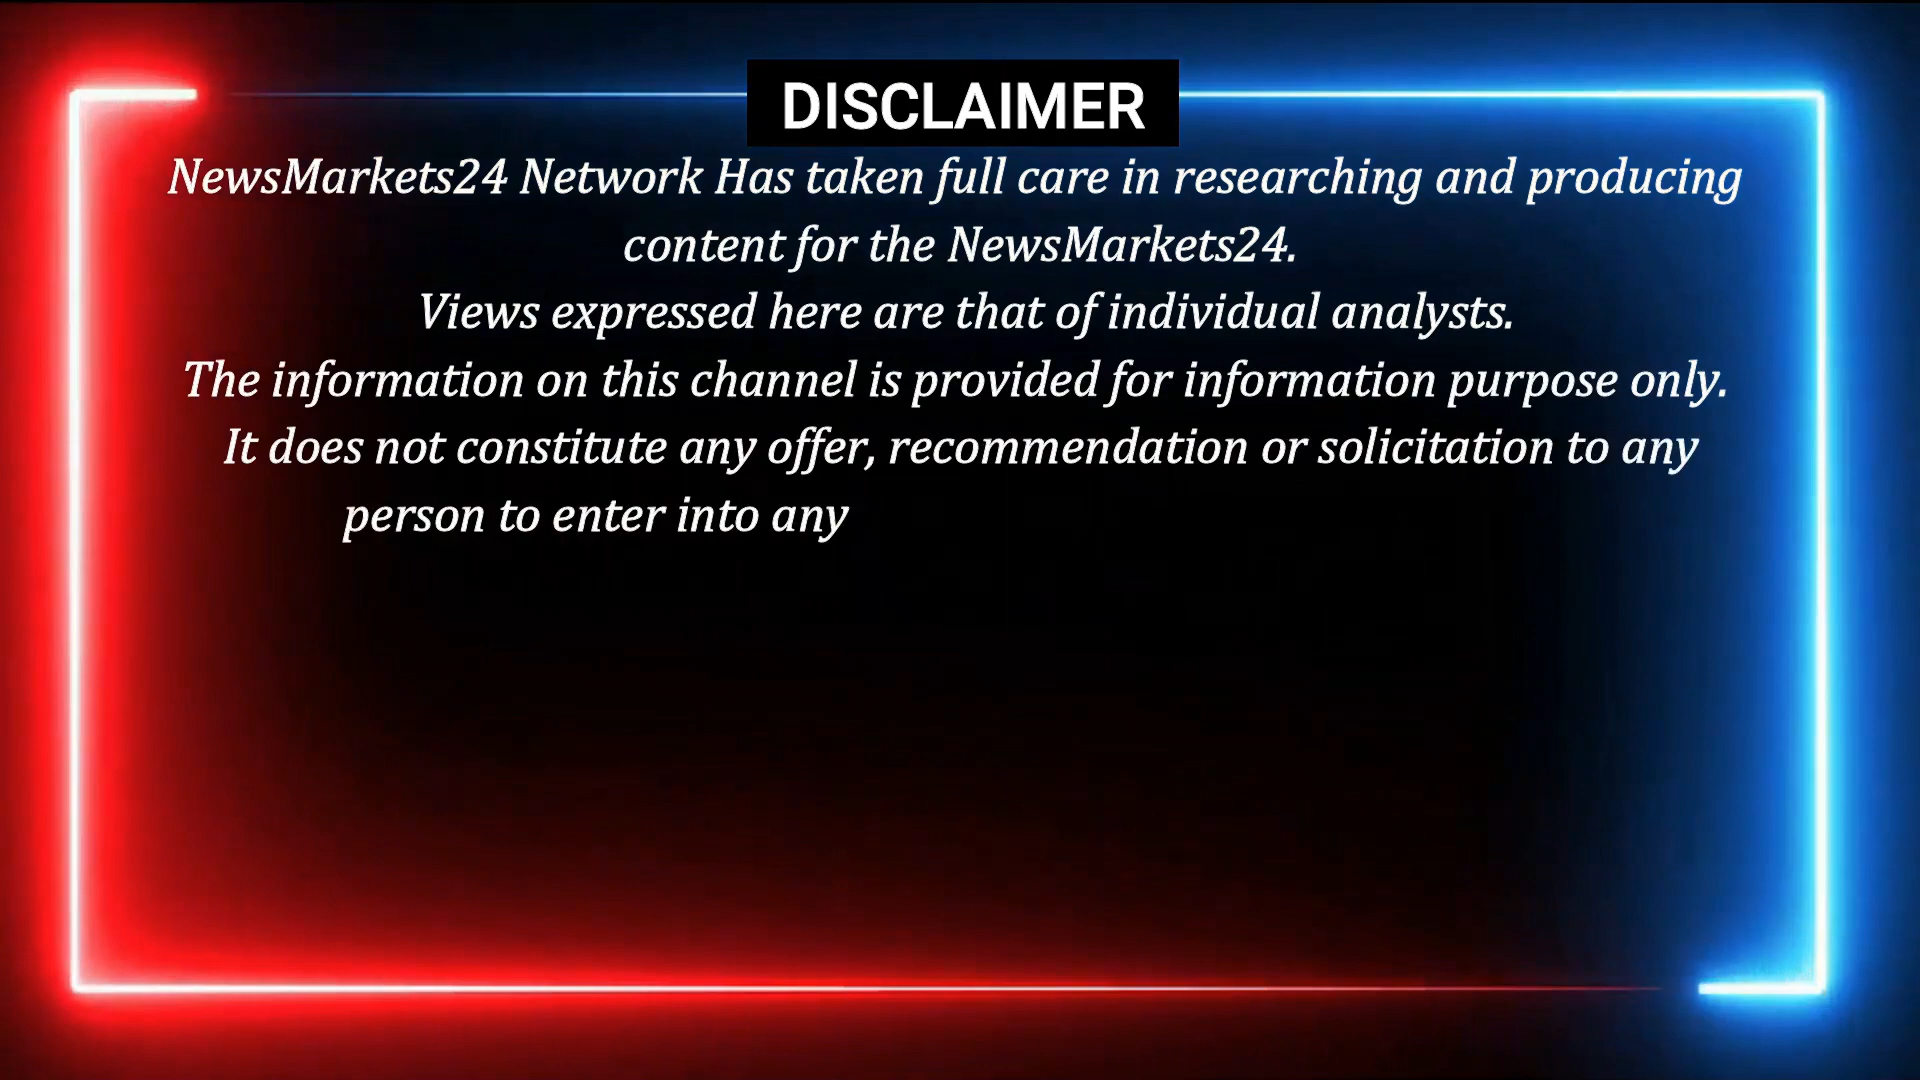 DISCLAIMER
NewsMarkets24 Network Has taken full care in researching and producing
content for the NewsMarkets24.
Views expressed here are that of individual analysts.
The information on this channel is provided for information purpose only.
It does not constitute any offer, recommendation or solicitation to any
person to enter into any